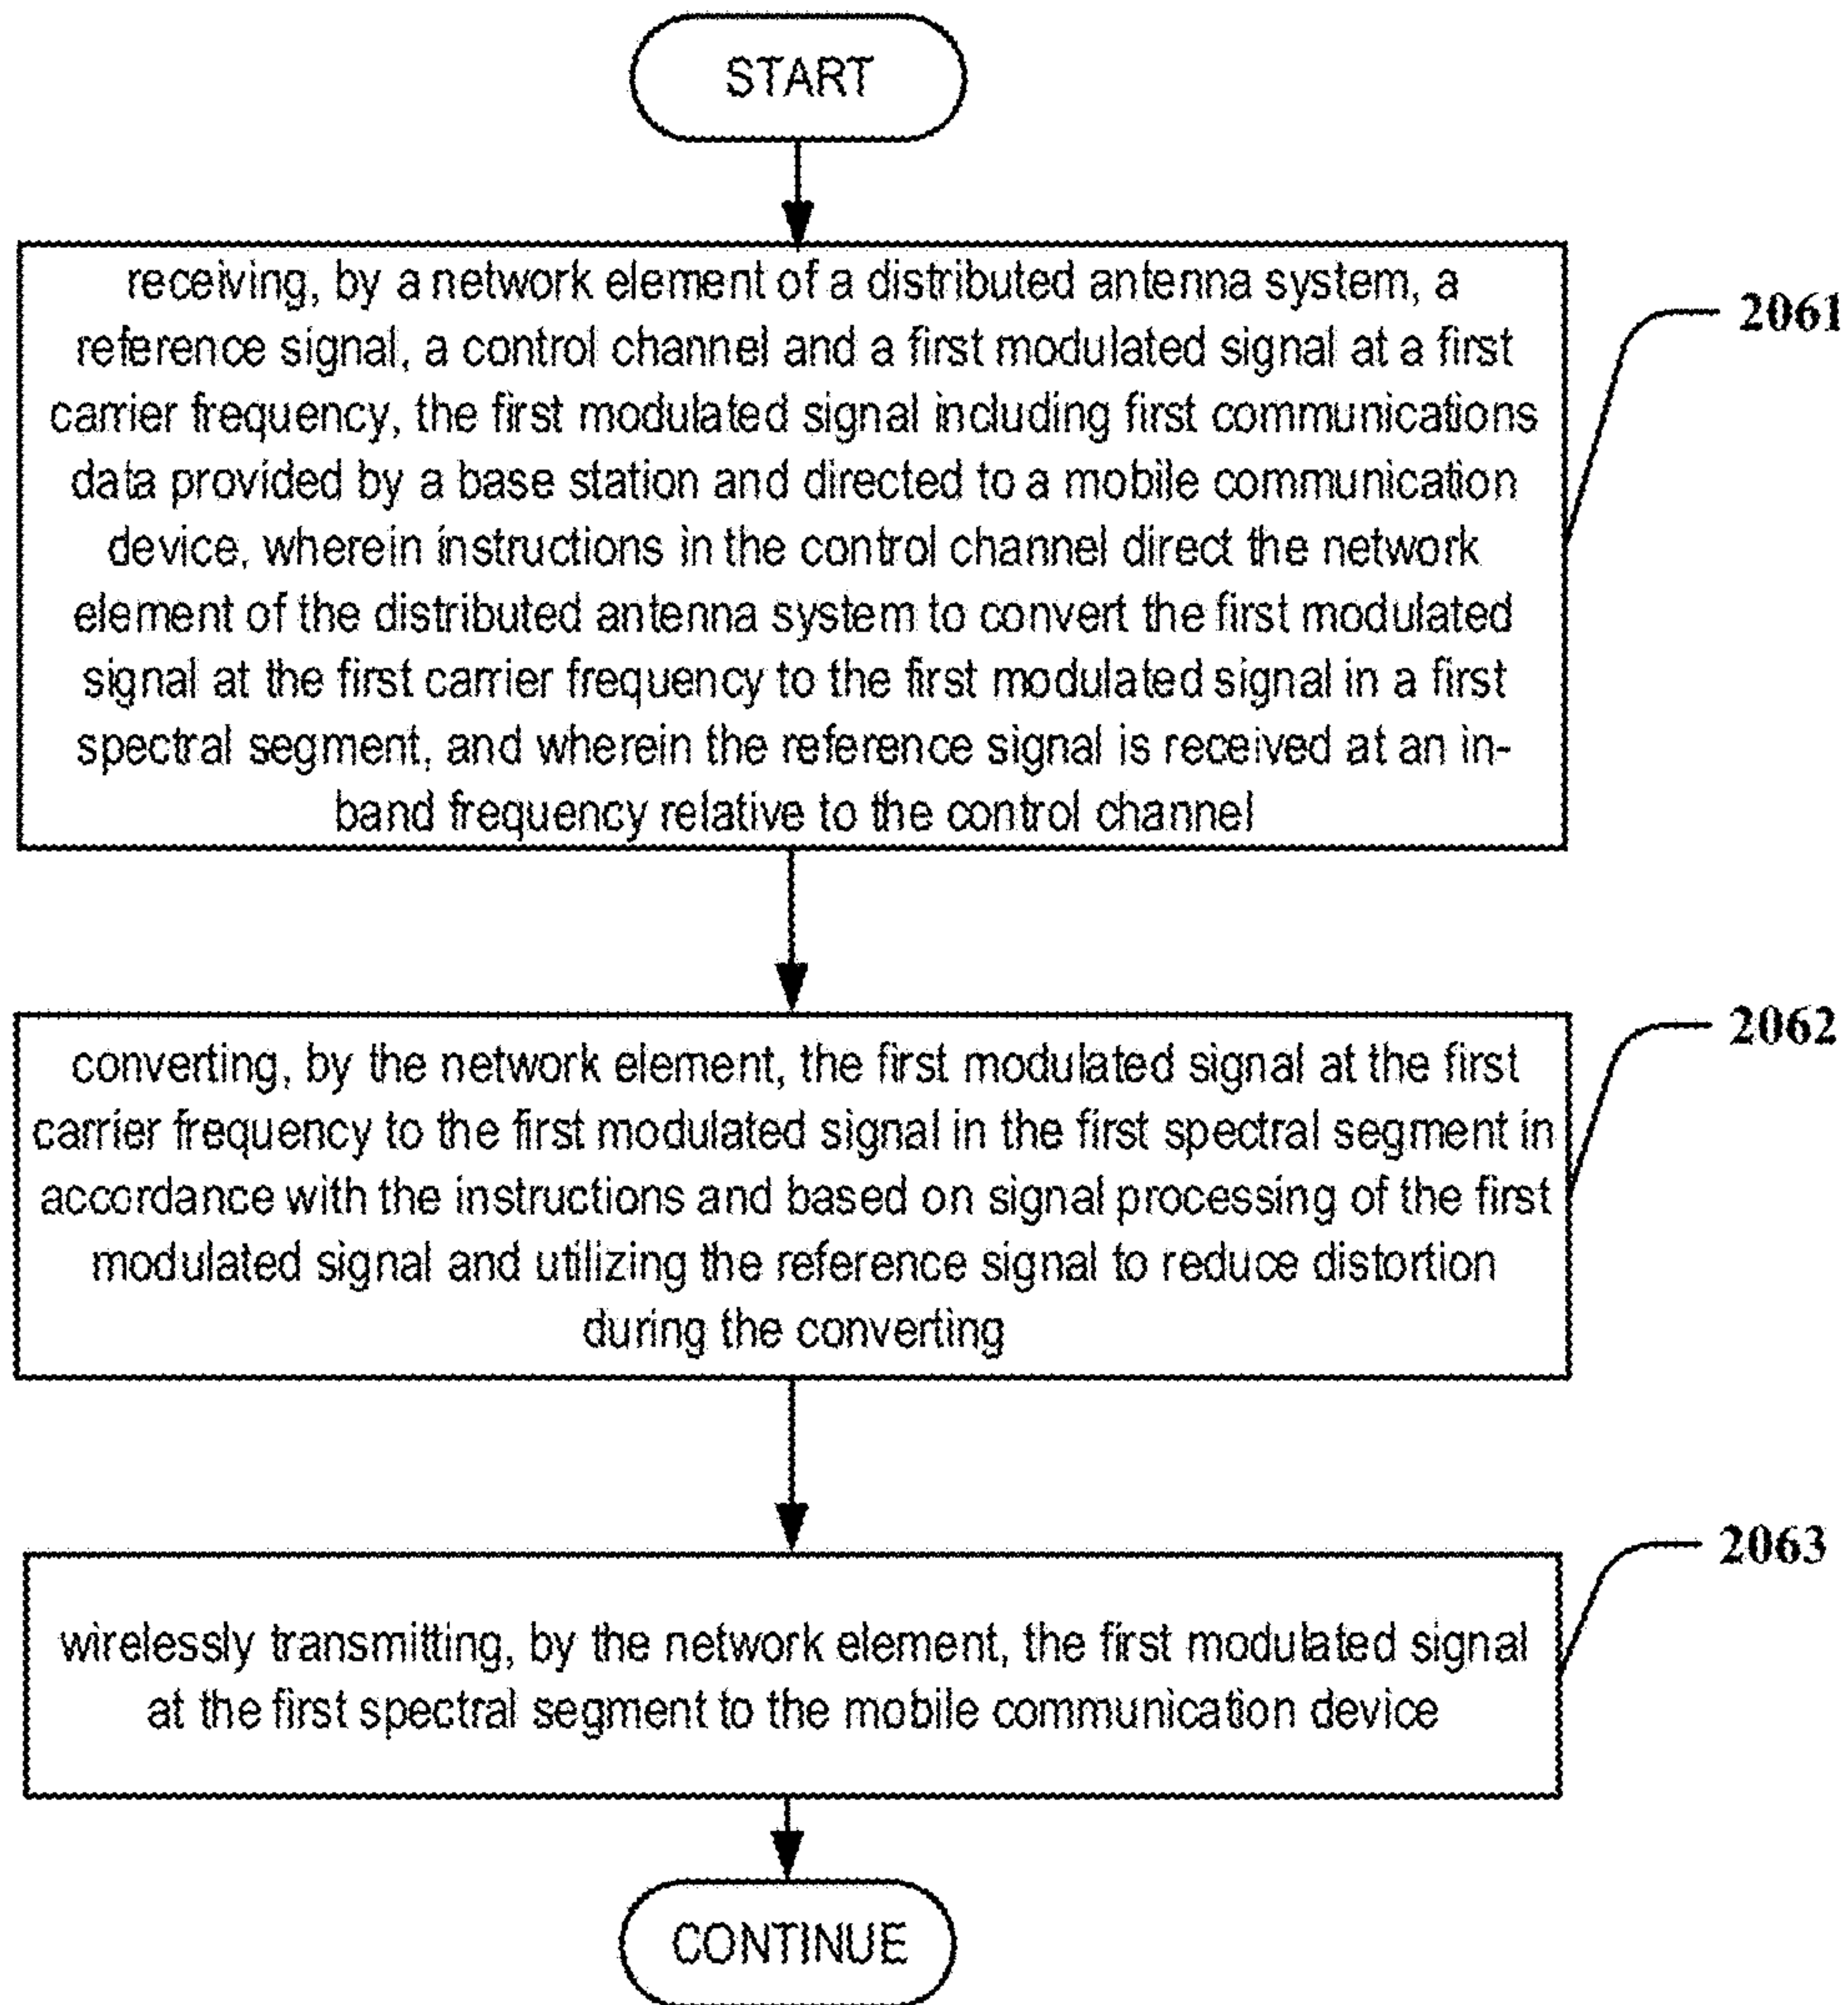 START
receiving, by a network element of a distributed antenna system, a
reference signal, a control channel and a first modulated signal at a first
carrier frequency, the first modulated signal including first communications
data provided by a base station and directed to a mobile communication
device, wherein instructions in the control channel direct the network
element of the distributed antenna system to convert the first modulated
signal at the first carrier frequency to the first modulated signal in a first
spectral segment, and wherein the reference signal is received at an in-
band frequency relative to the control channel
2061
converting, by the network element, the first modulated signal at the first
carrier frequency to the first modulated signal in the first spectral segment in
accordance with the instructions and based on signal processing of the first
modulated signal and utilizing the reference signal to reduce distortion
during the converting
2062
wirelessly transmitting, by the network element, the first modulated signal
at the first spectral segment to the mobile communication device
2063
CONTINUE